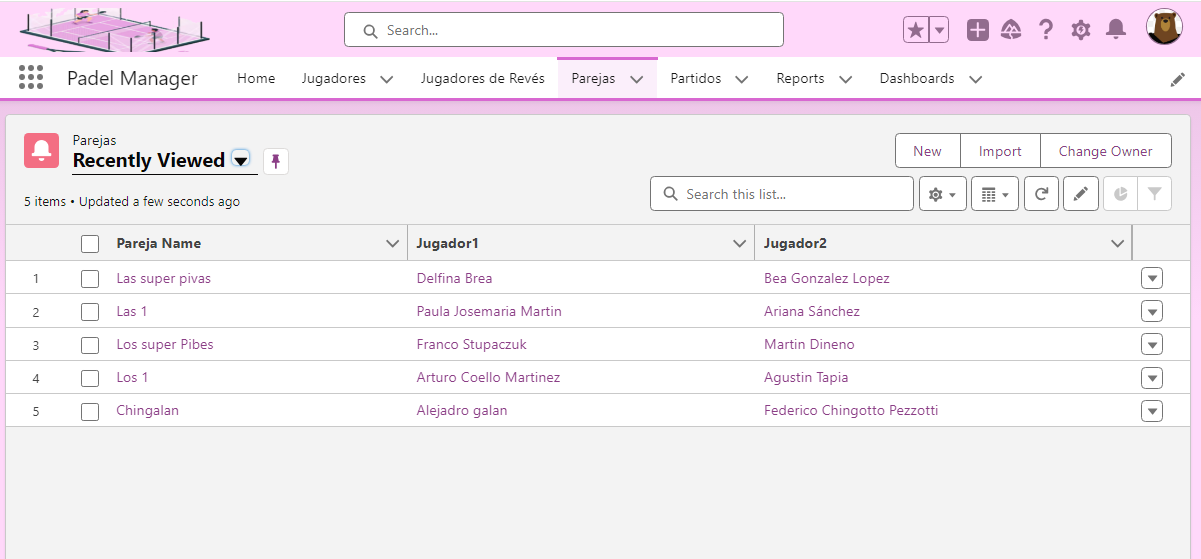 Search...
Padel Manager Home Jugadores Jugadores de Revés Parejas Partidos Reports Dashboards
Parejas
Recently Viewed
New Import Change Owner
5 items • Updated a few seconds ago
Search this list...
Pareja Name Jugador1 Jugador2
1 Las super pivas Delfina Brea Bea Gonzalez Lopez
2 Las 1 Paula Josemaria Martin Ariana Sánchez
3 Los super Pibes Franco Stupaczuk Martin Dineno
4 Los 1 Arturo Coello Martinez Agustin Tapia
5 Chingalan Alejadro galan Federico Chingotto Pezzotti